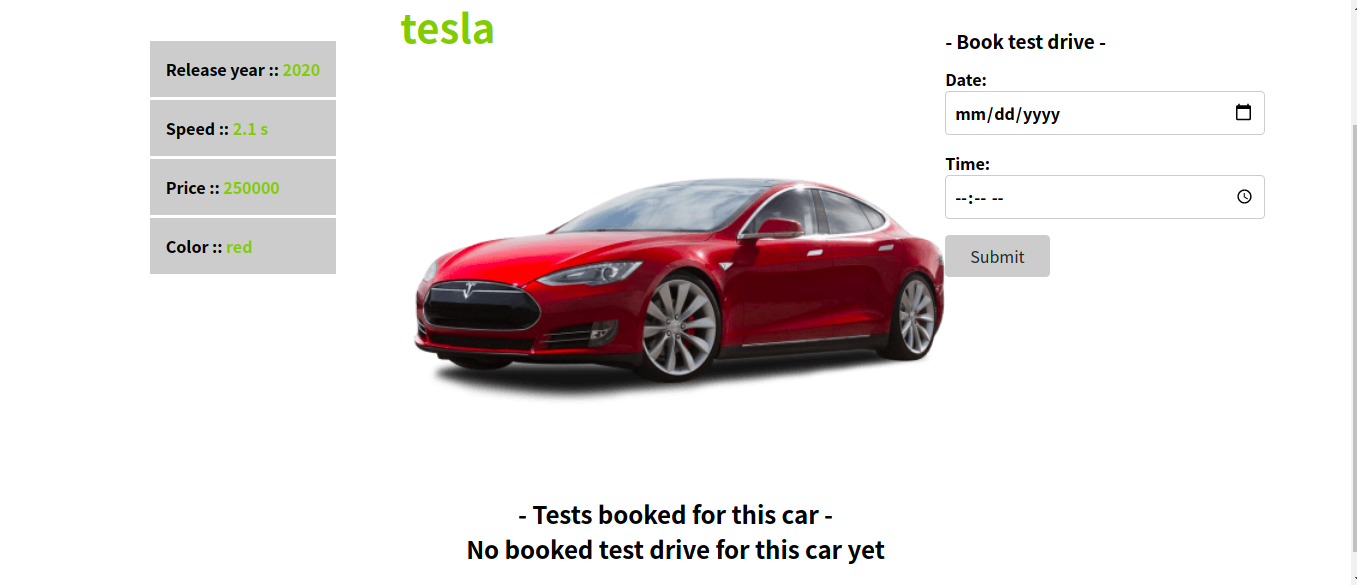 tesla
Release year :: 2020
Speed :: 2.1 s
Price :: 250000
Color :: red
- Book test drive -
Date:
mm/dd/yyyy
Time:
--:-- --
Submit
- Tests booked for this car -
No booked test drive for this car yet